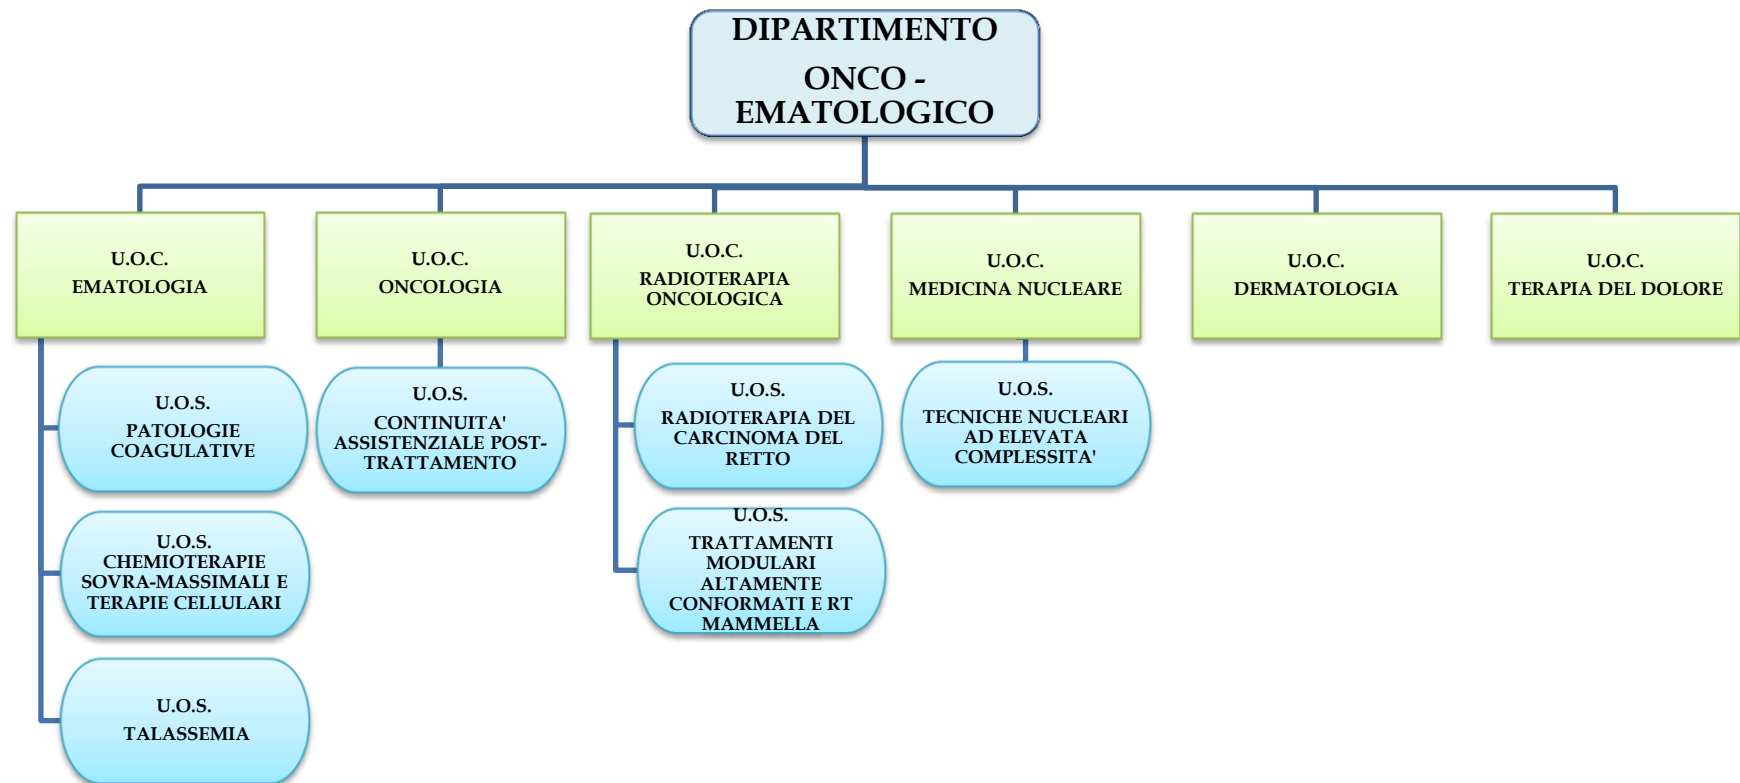 DIPARTIMENTO
ONCO -
EMATOLOGICO
U.O.C.
EMATOLOGIA
U.O.C.
ONCOLOGIA
U.O.C.
RADIOTERAPIA
ONCOLOGICA
U.O.C.
MEDICINA NUCLEARE
U.O.C.
DERMATOLOGIA
U.O.C.
TERAPIA DEL DOLORE
U.O.S.
PATOLOGIE
COAGULATIVE
U.O.S.
CONTINUITA'
ASSISTENZIALE POST-
TRATTAMENTO
U.O.S.
RADIOTERAPIA DEL
CARCINOMA DEL
RETTO
U.O.S.
TECNICHE NUCLEARI
AD ELEVATA
COMPLESSITA'
U.O.S.
CHEMIOTERAPIE
SOVRA-MASSIMALI E
TERAPIE CELLULARI
U.O.S.
TRATTAMENTI
MODULARI
ALTAMENTE
CONFORMATI E RT
MAMMELLA
U.O.S.
TALASSEMIA